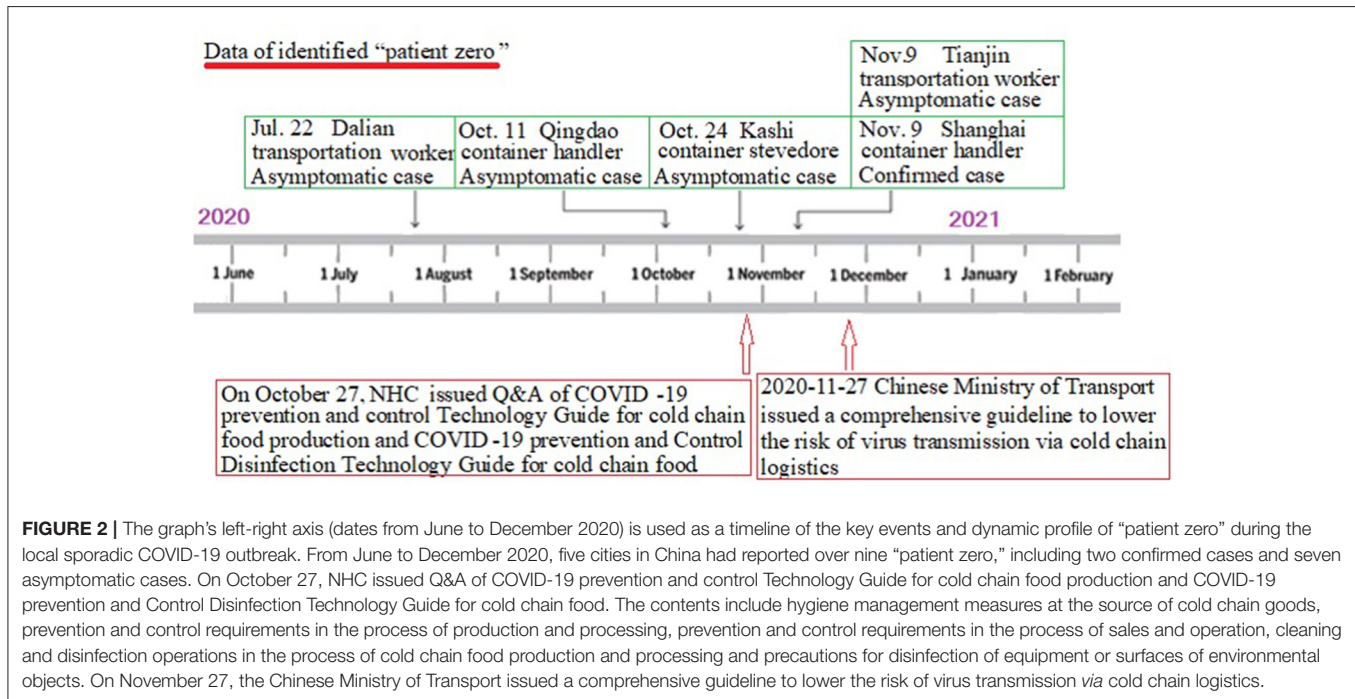 Data of identified “patient zero”
Nov.9 Tianjin
transportation worker
Asymptomatic case
Jul. 22 Dalian
transportation worker
Asymptomatic case
Oct. 11 Qingdao
container handler
Asymptomatic case
Oct. 24 Kashi
container stevedore
Asymptomatic case
Nov. 9 Shanghai
container handler
Confirmed case
2020
2021
1 June 1 July 1 August 1 September 1 October 1 November 1 December 1 January 1 February
On October 27, NHC issued Q&A of COVID -19
prevention and control Technology Guide for cold chain
food production and COVID -19 prevention and Control
Disinfection Technology Guide for cold chain food
2020-11-27 Chinese Ministry of Transport
issued a comprehensive guideline to lower
the risk of virus transmission via cold chain
logistics
FIGURE 2 | The graph’s left-right axis (dates from June to December 2020) is used as a timeline of the key events and dynamic profile of “patient zero” during the
local sporadic COVID-19 outbreak. From June to December 2020, five cities in China had reported over nine “patient zero,” including two confirmed cases and seven
asymptomatic cases. On October 27, NHC issued Q&A of COVID-19 prevention and control Technology Guide for cold chain food production and COVID-19
prevention and Control Disinfection Technology Guide for cold chain food. The contents include hygiene management measures at the source of cold chain goods,
prevention and control requirements in the process of production and processing, prevention and control requirements in the process of sales and operation, cleaning
and disinfection operations in the process of cold chain food production and processing and precautions for disinfection of equipment or surfaces of environmental
objects. On November 27, the Chinese Ministry of Transport issued a comprehensive guideline to lower the risk of virus transmission via cold chain logistics.